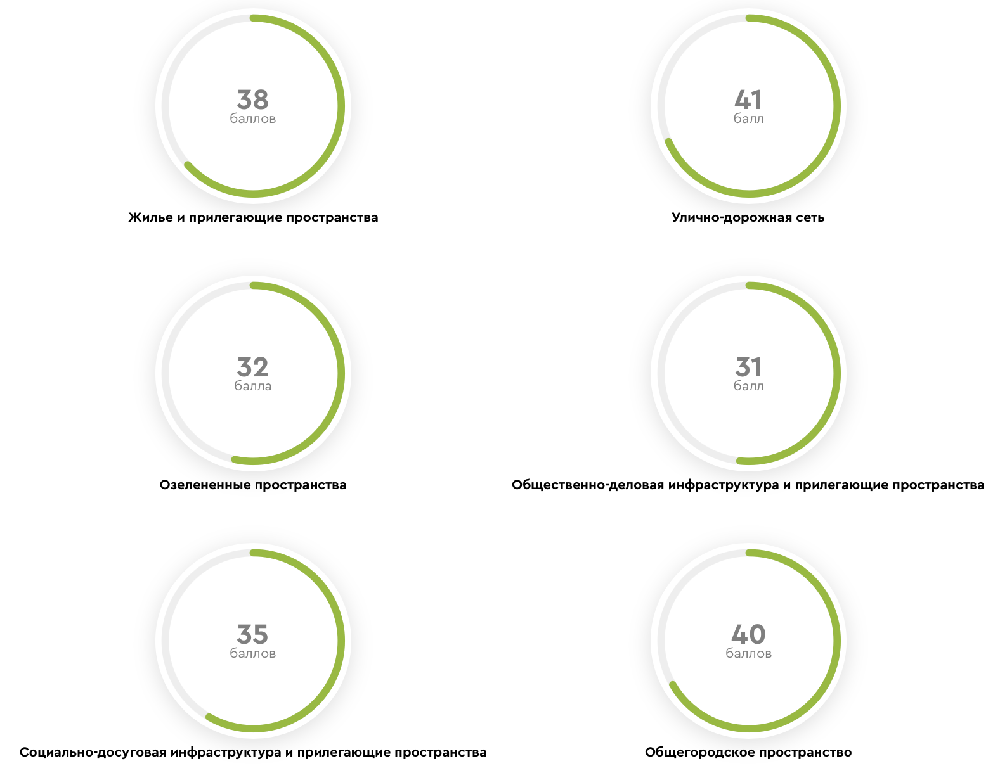 38
баллов
Жилье и прилегающие пространства
41
балл
Улично-дорожная сеть
32
балла
Озелененные пространства
31
балл
Общественно-деловая инфраструктура и прилегающие пространства
35
баллов
Социально-досуговая инфраструктура и прилегающие пространства
40
баллов
Общегородское пространство